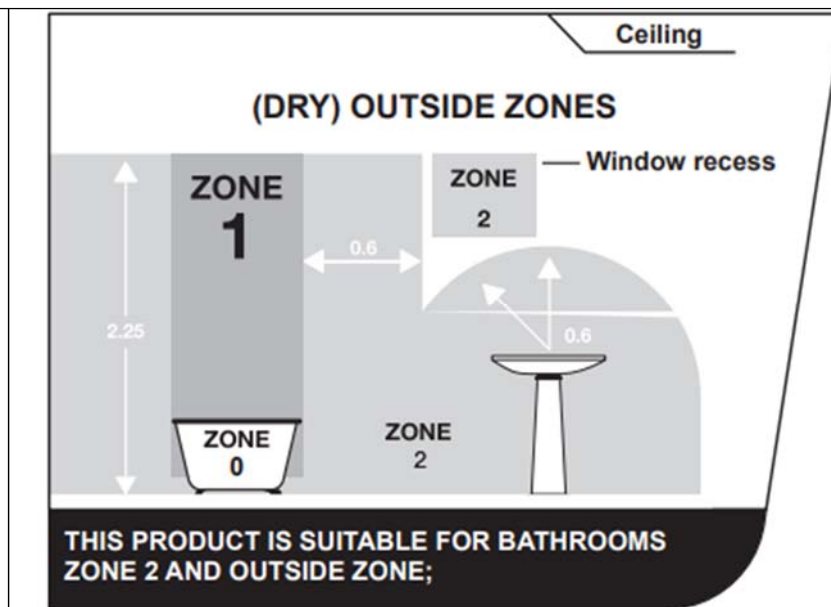 Ceiling
(DRY) OUTSIDE ZONES
Window recess
ZONE
1
ZONE
2
0.6
2.25
0.6
ZONE
0
ZONE
2
THIS PRODUCT IS SUITABLE FOR BATHROOMS
ZONE 2 AND OUTSIDE ZONE;